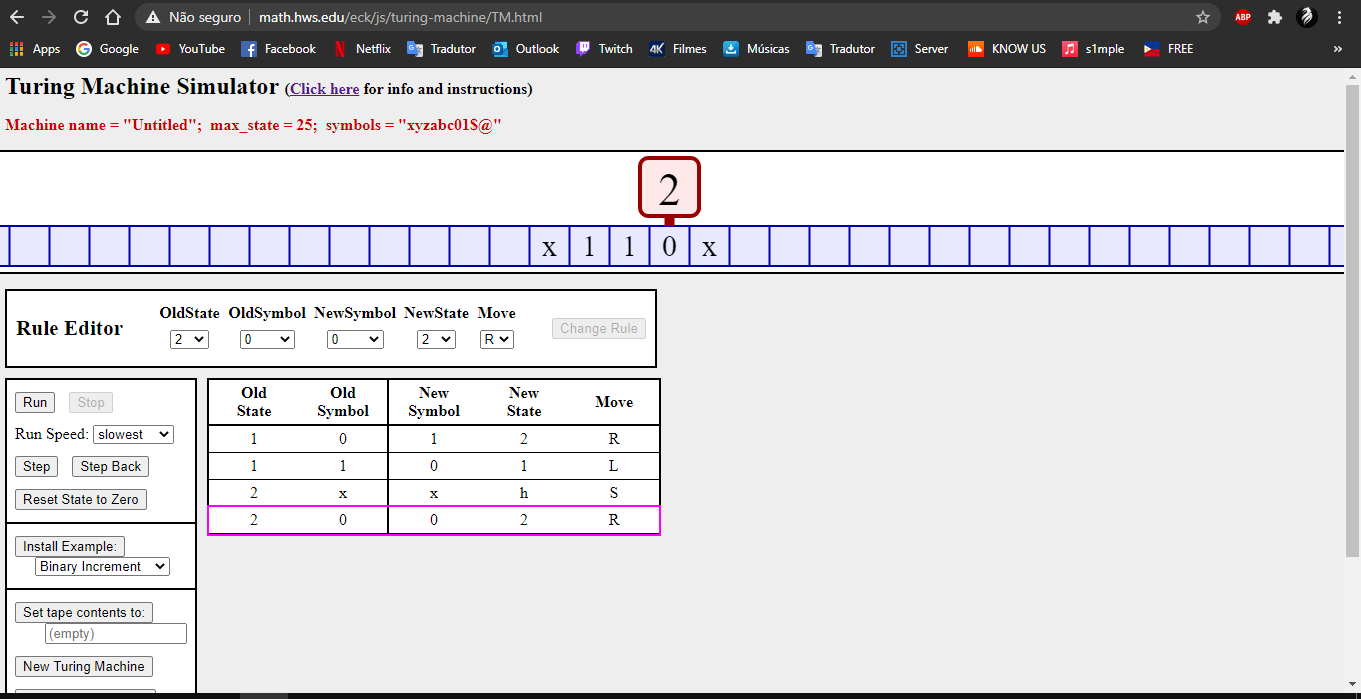 Não seguro | math.hws.edu/eck/js/turing-machine/TM.html ABP
Apps Google YouTube Facebook Netflix Tradutor Outlook Twitch 4K Filmes Músicas Tradutor Server KNOW US s1mple FREE »
Turing Machine Simulator (Click here for info and instructions)
Machine name = "Untitled"; max_state = 25; symbols = "xyzabc01$@"
2
x 1 1 0 x
OldState OldSymbol NewSymbol NewState Move
Rule Editor 2 0 0 2 R Change Rule
Run Stop
Run Speed: slowest
Step Step Back
Reset State to Zero
Install Example:
Binary Increment
Set tape contents to:
(empty)
New Turing Machine
Old Old New New Move
State Symbol Symbol State
1 0 1 2 R
1 1 0 1 L
2 x x h S
2 0 0 2 R